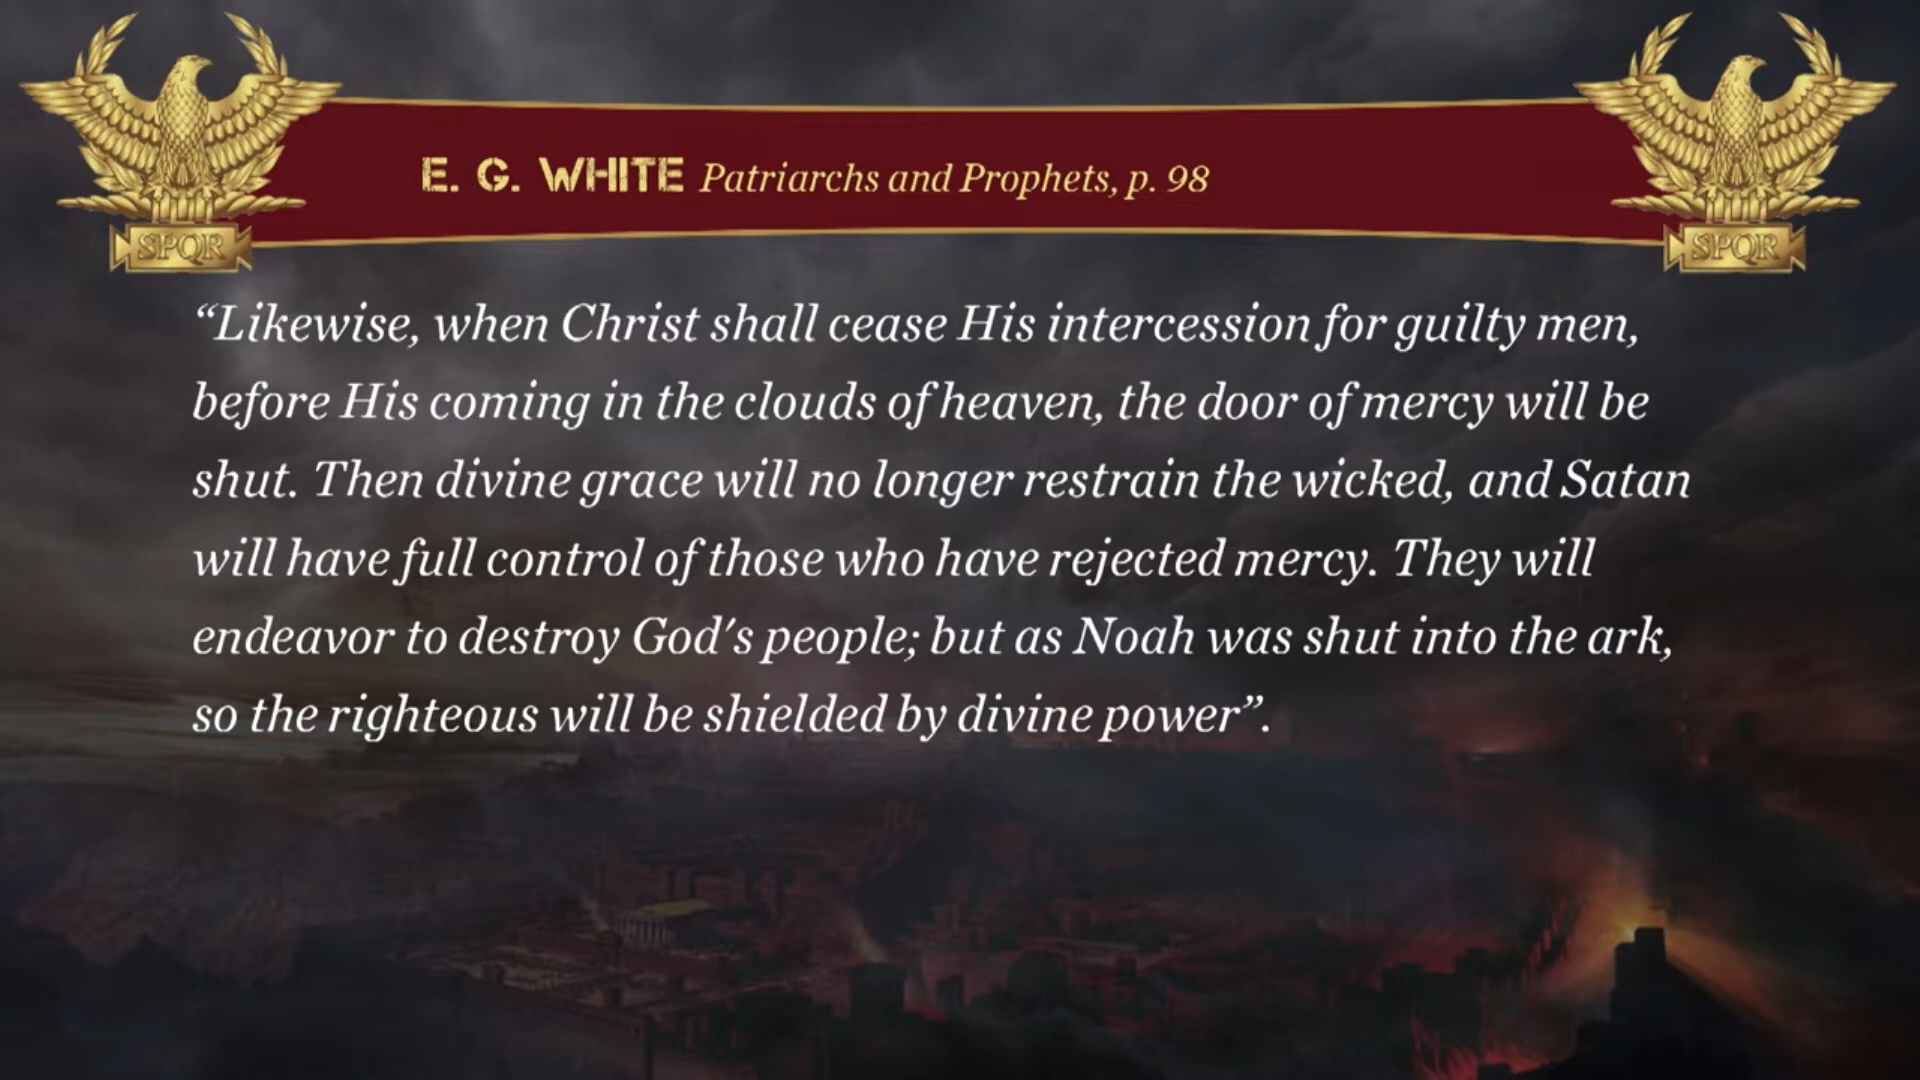 E. G. WHITE Patriarchs and Prophets, p. 98
SPQR
SPQR
“Likewise, when Christ shall cease His intercession for guilty men,
before His coming in the clouds of heaven, the door of mercy will be
shut. Then divine grace will no longer restrain the wicked, and Satan
will have full control of those who have rejected mercy. They will
endeavor to destroy God's people; but as Noah was shut into the ark,
so the righteous will be shielded by divine power”.